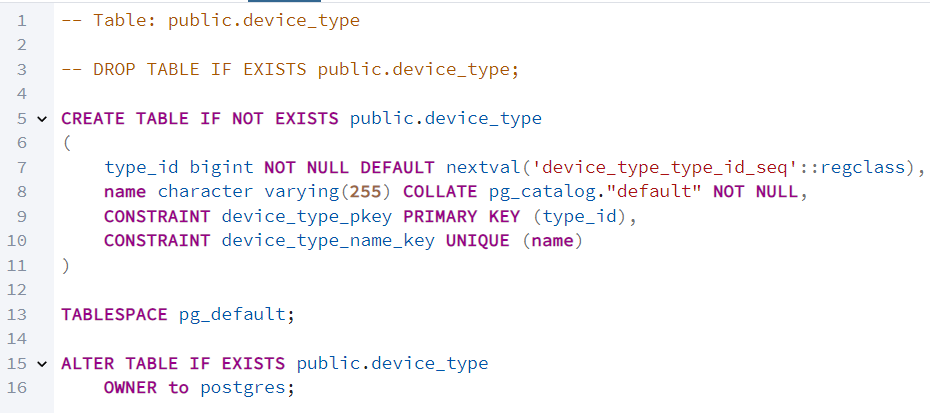 1 -- Table: public.device_type
2
3 -- DROP TABLE IF EXISTS public.device_type;
4
5 CREATE TABLE IF NOT EXISTS public.device_type
6 (
7     type_id bigint NOT NULL DEFAULT nextval('device_type_type_id_seq'::regclass),
8     name character varying(255) COLLATE pg_catalog."default" NOT NULL,
9     CONSTRAINT device_type_pkey PRIMARY KEY (type_id),
10     CONSTRAINT device_type_name_key UNIQUE (name)
11 )
12
13 TABLESPACE pg_default;
14
15 ALTER TABLE IF EXISTS public.device_type
16     OWNER to postgres;